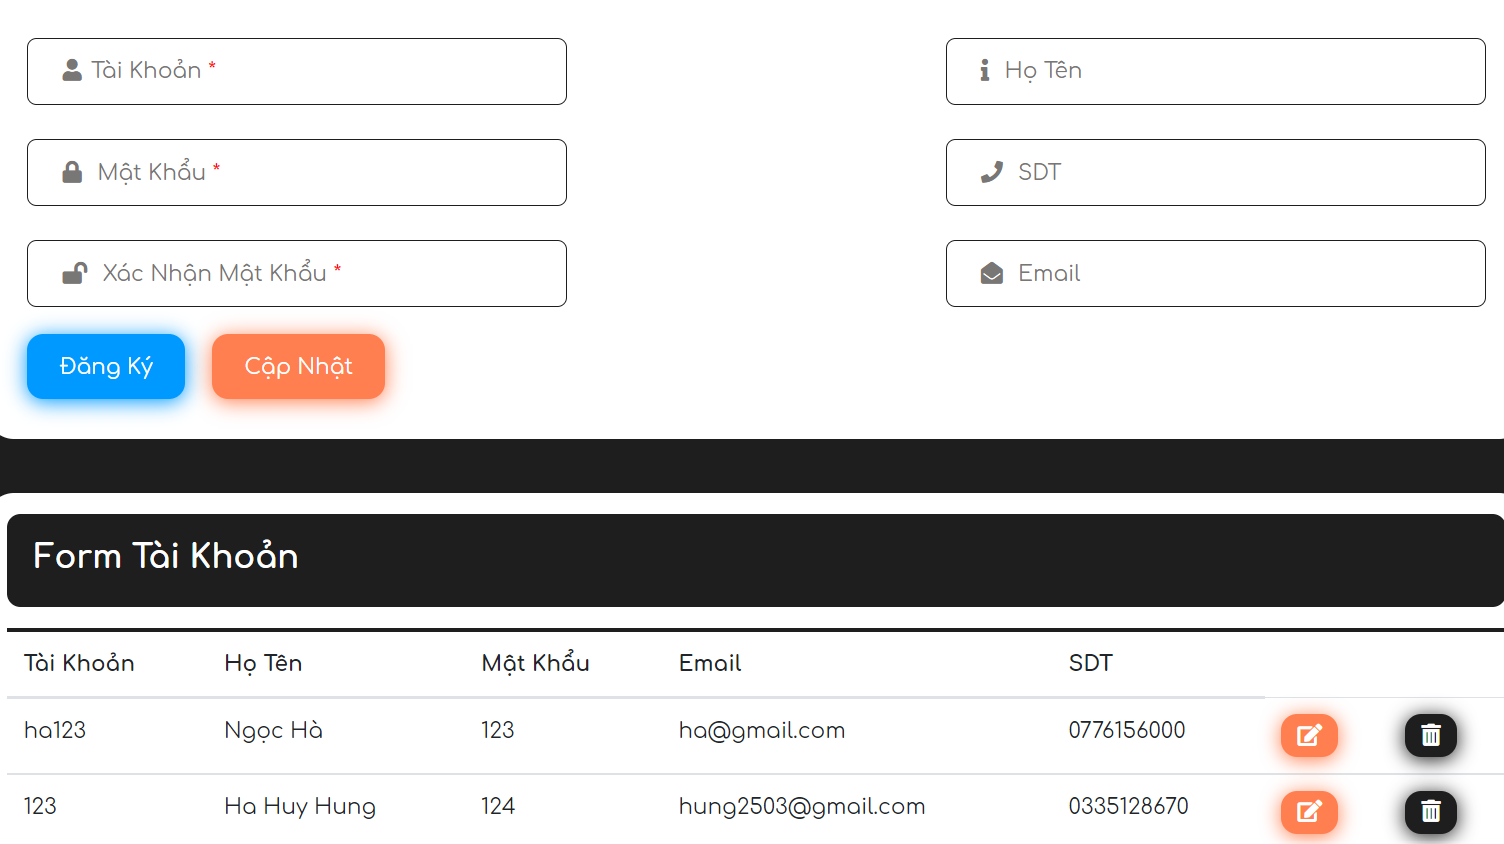 Tài Khoản *
Họ Tên
Mật Khẩu *
SDT
Xác Nhận Mật Khẩu *
Email
Đăng Ký
Cập Nhật
Form Tài Khoản
Tài Khoản Họ Tên Mật Khẩu Email SDT
ha123 Ngọc Hà 123 ha@gmail.com 0776156000
123 Ha Huy Hung 124 hung2503@gmail.com 0335128670